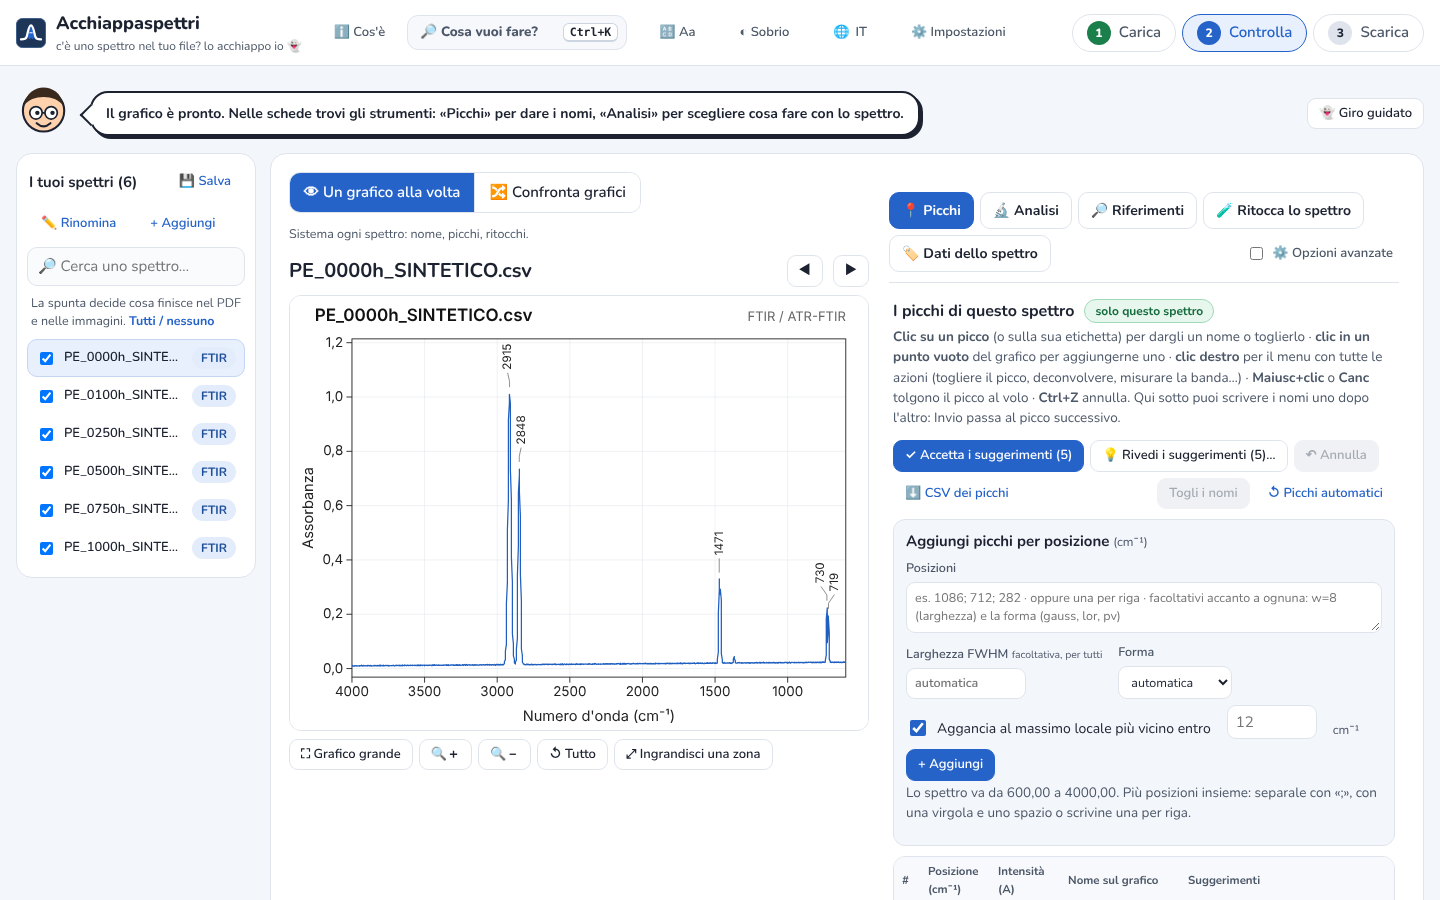 Acchiappaspettri
c'è uno spettro nel tuo file? lo acchiappo io 👻
ℹ️ Cos'è
🔎 Cosa vuoi fare? Ctrl+K
🔠 Aa
Sobrio
🌐 IT
⚙️ Impostazioni
1 Carica
2 Controlla
3 Scarica
Il grafico è pronto. Nelle schede trovi gli strumenti: «Picchi» per dare i nomi, «Analisi» per scegliere cosa fare con lo spettro.
👻 Giro guidato
I tuoi spettri (6)
💾 Salva
✏️ Rinomina
+ Aggiungi
🔎 Cerca uno spettro...
La spunta decide cosa finisce nel PDF
e nelle immagini. Tutti / nessuno
PE_0000h_SINTE... FTIR
PE_0100h_SINTE... FTIR
PE_0250h_SINTE... FTIR
PE_0500h_SINTE... FTIR
PE_0750h_SINTE... FTIR
PE_1000h_SINTE... FTIR
👁 Un grafico alla volta
🔀 Confronta grafici
Sistema ogni spettro: nome, picchi, ritocchi.
PE_0000h_SINTETICO.csv
◀ ▶
PE_0000h_SINTETICO.csv
FTIR / ATR-FTIR
1,2
1,0
0,8
0,6
0,4
0,2
0,0
Assorbanza
2915
2848
1471
730
719
4000 3500 3000 2500 2000 1500 1000
Numero d'onda (cm⁻¹)
⛶ Grafico grande
🔍 +
🔍 −
↺ Tutto
⤢ Ingrandisci una zona
📍 Picchi
🔬 Analisi
🔎 Riferimenti
🧪 Ritocca lo spettro
🏷️ Dati dello spettro
⚙️ Opzioni avanzate
I picchi di questo spettro
solo questo spettro
Clic su un picco (o sulla sua etichetta) per dargli un nome o toglierlo · clic in un
punto vuoto del grafico per aggiungerne uno · clic destro per il menu con tutte le
azioni (togliere il picco, deconvolvere, misurare la banda...) · Maiusc+clic o Canc
tolgono il picco al volo · Ctrl+Z annulla. Qui sotto puoi scrivere i nomi uno dopo
l'altro: Invio passa al picco successivo.
✓ Accetta i suggerimenti (5)
💡 Rivedi i suggerimenti (5)...
↶ Annulla
⬇️ CSV dei picchi
Togli i nomi
↺ Picchi automatici
Aggiungi picchi per posizione (cm⁻¹)
Posizioni
es. 1086; 712; 282 · oppure una per riga · facoltativi accanto a ognuna: w=8
(larghezza) e la forma (gauss, lor, pv)
Larghezza FWHM facoltativa, per tutti
Forma
automatica
automatica
Aggancia al massimo locale più vicino entro 12 cm⁻¹
+ Aggiungi
Lo spettro va da 600,00 a 4000,00. Più posizioni insieme: separale con «;», con
una virgola e uno spazio o scrivine una per riga.
# Posizione (cm⁻¹) Intensità (A) Nome sul grafico Suggerimenti